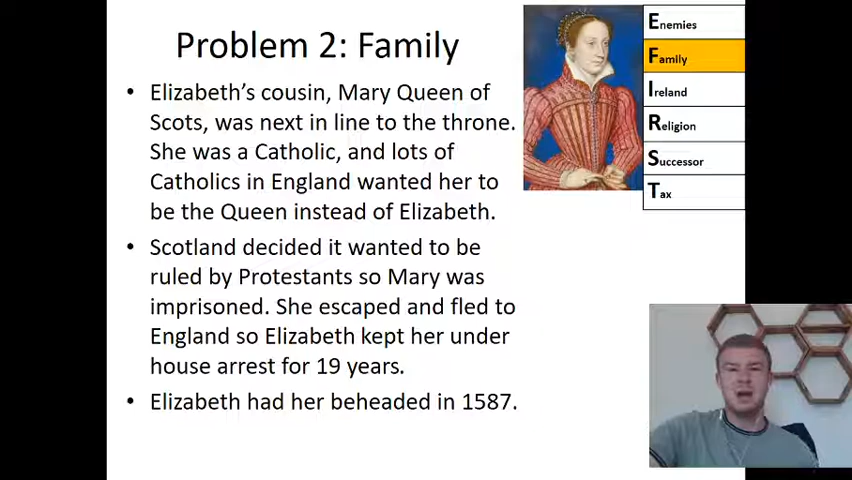 Problem 2: Family
• Elizabeth's cousin, Mary Queen of
Scots, was next in line to the throne.
She was a Catholic, and lots of
Catholics in England wanted her to
be the Queen instead of Elizabeth.
• Scotland decided it wanted to be
ruled by Protestants so Mary was
imprisoned. She escaped and fled to
England so Elizabeth kept her under
house arrest for 19 years.
• Elizabeth had her beheaded in 1587.
Enemies
Family
Ireland
Religion
Successor
Tax